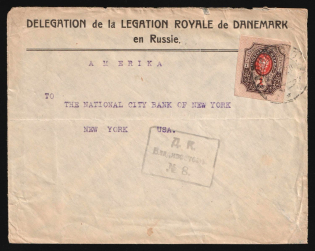 DELEGATION de la LEGATION ROYALE de DANEMARK
en Russie.
AMERIKA
TO THE NATIONAL CITY BANK OF NEW YORK
NEW YORK USA.
Д. К.